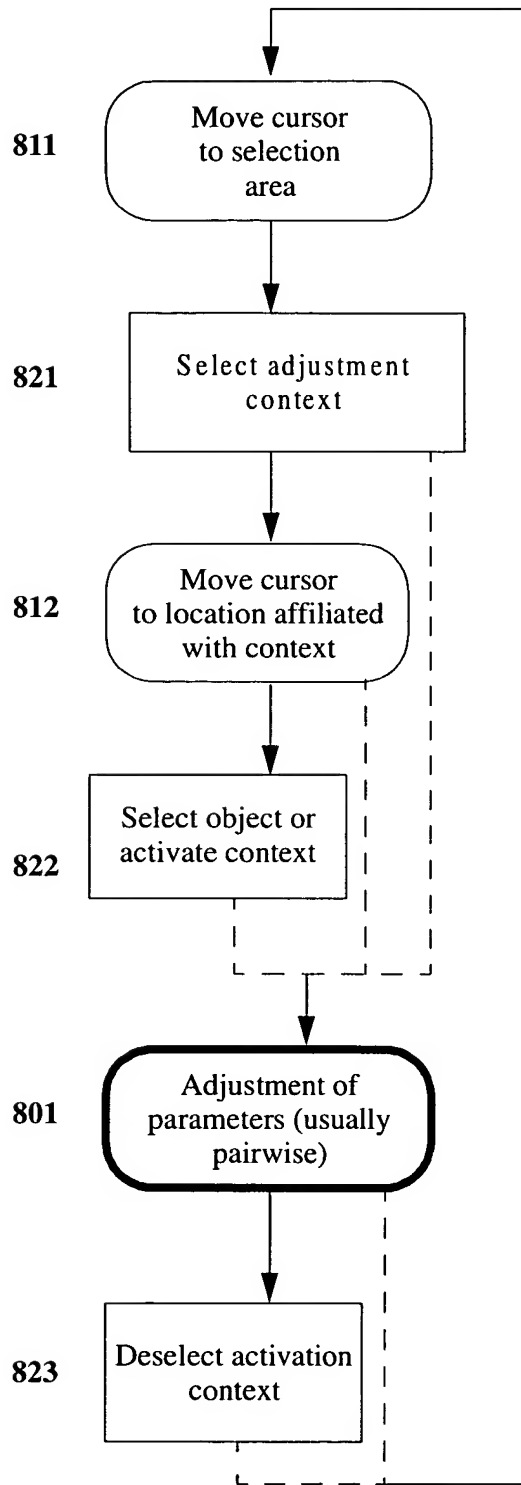 811
Move cursor
to selection
area
821
Select adjustment
context
812
Move cursor
to location affiliated
with context
822
Select object or
activate context
801
Adjustment of
parameters (usually
pairwise)
823
Deselect activation
context